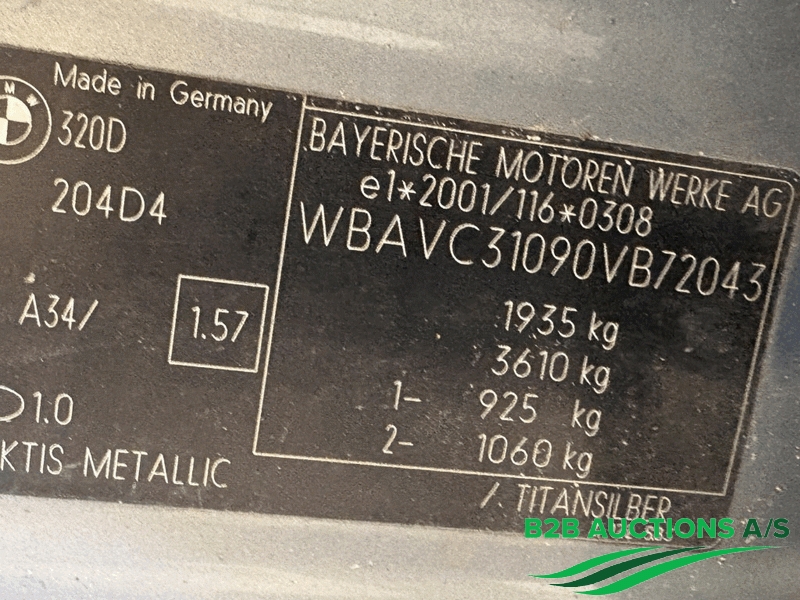 Made in Germany
BMW
320D
204D4
A34/
1.57
1.0
KTIS METALLIC
BAYERISCHE MOTOREN WERKE AG
e1*2001/116*0308
WBAVC31090VB72043
1935 kg
3610 kg
1- 925 kg
2- 1060 kg
/ TITANSILBER
B2B AUCTIONS A/S